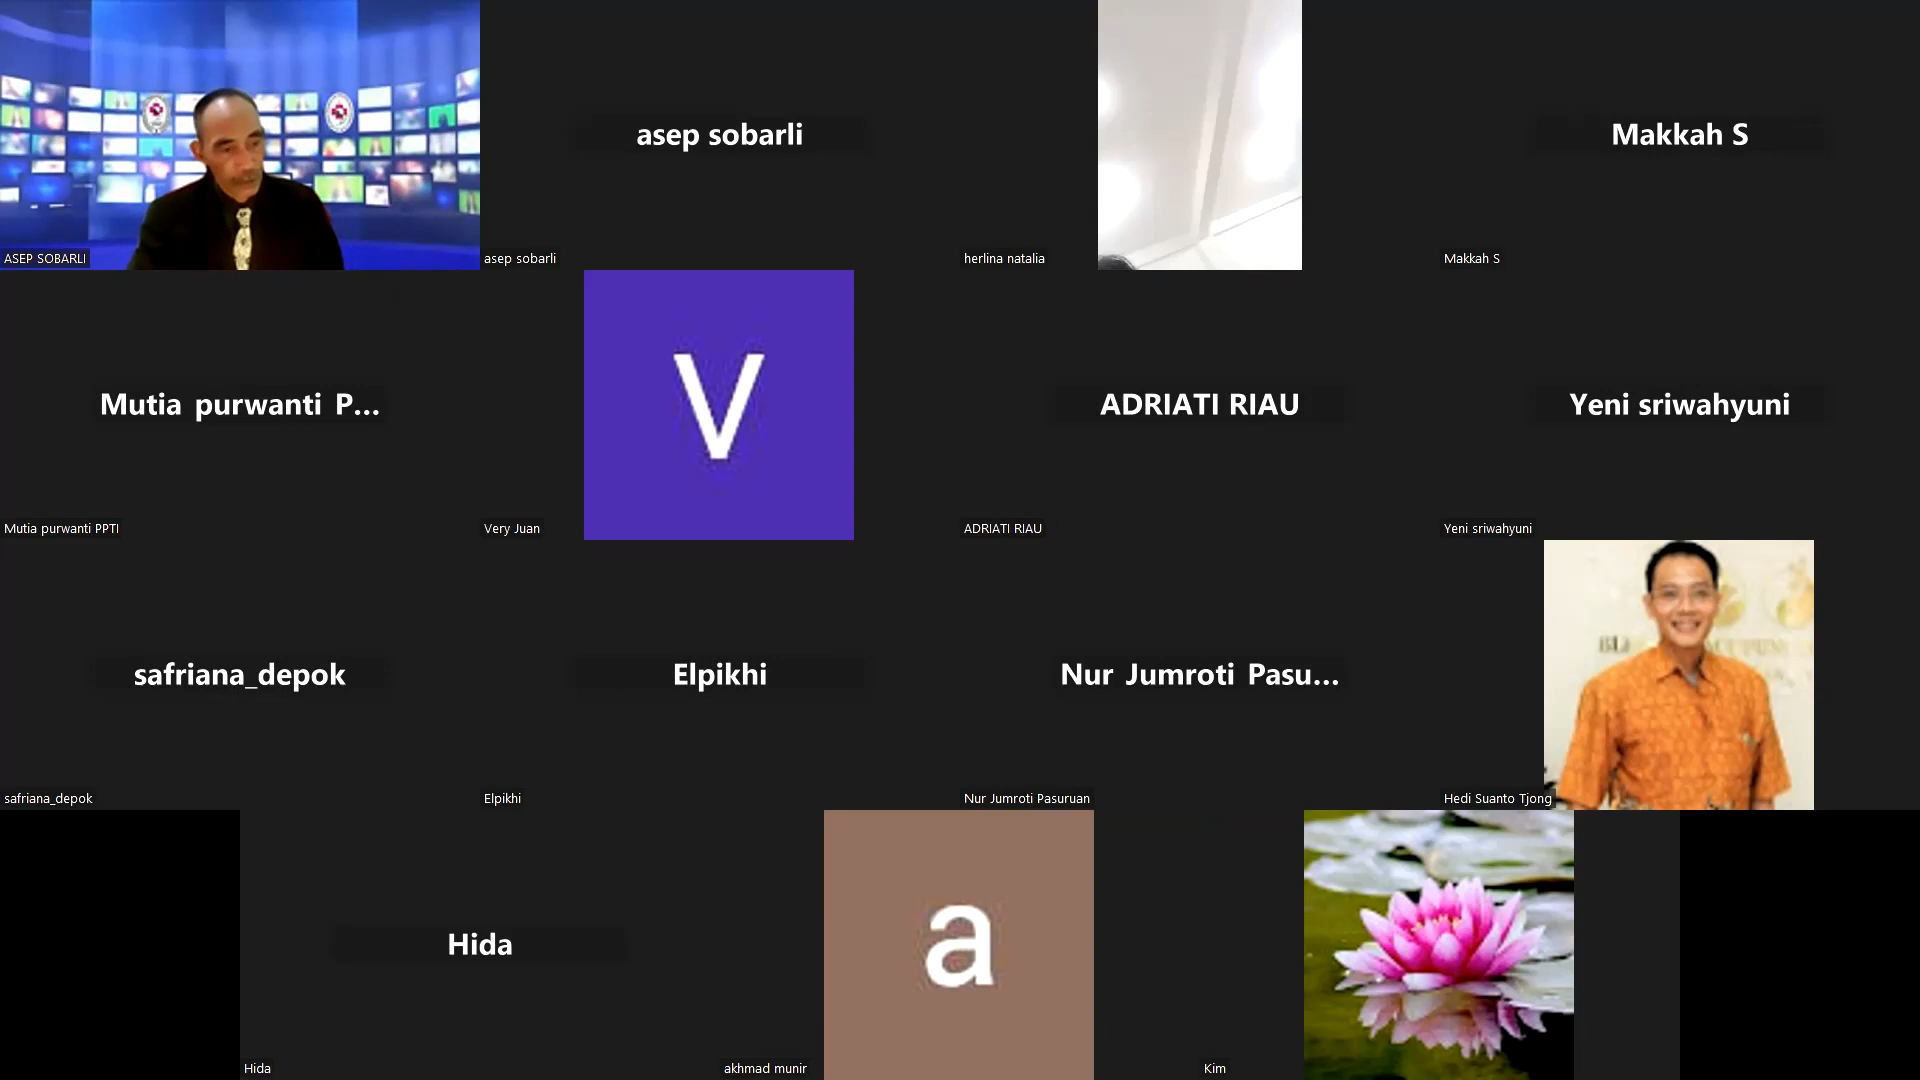 asep sobarli
Makkah S
ASEP SOBARLI
asep sobarli
herlina natalia
Makkah S
Mutia purwanti P...
V
ADRIATI RIAU
Yeni sriwahyuni
Mutia purwanti PPTI
Very Juan
ADRIATI RIAU
Yeni sriwahyuni
safriana_depok
Elpikhi
Nur Jumroti Pasu...
safriana_depok
Elpikhi
Nur Jumroti Pasuruan
Hedi Suanto Tjong
Hida
a
Hida
akhmad munir
Kim